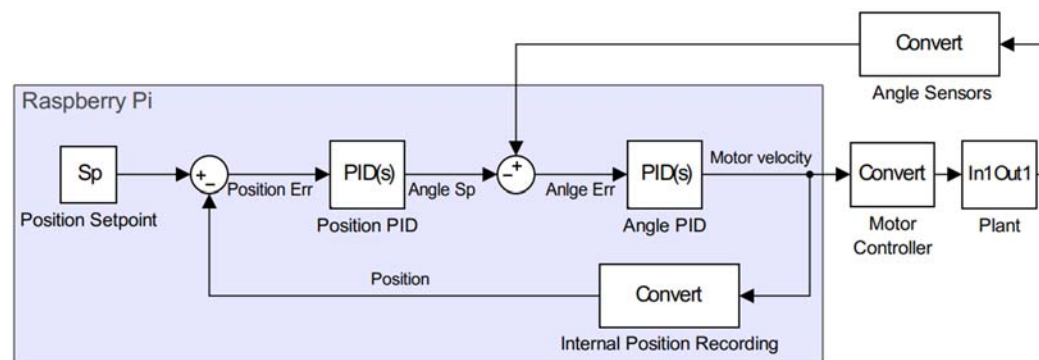 Convert
Angle Sensors
Raspberry Pi
Sp
Position Setpoint
+
−
Position Err
PID(s)
Position PID
Angle Sp
−
+
Anlge Err
PID(s)
Angle PID
Motor velocity
Convert
Motor
Controller
In1Out1
Plant
Position
Convert
Internal Position Recording